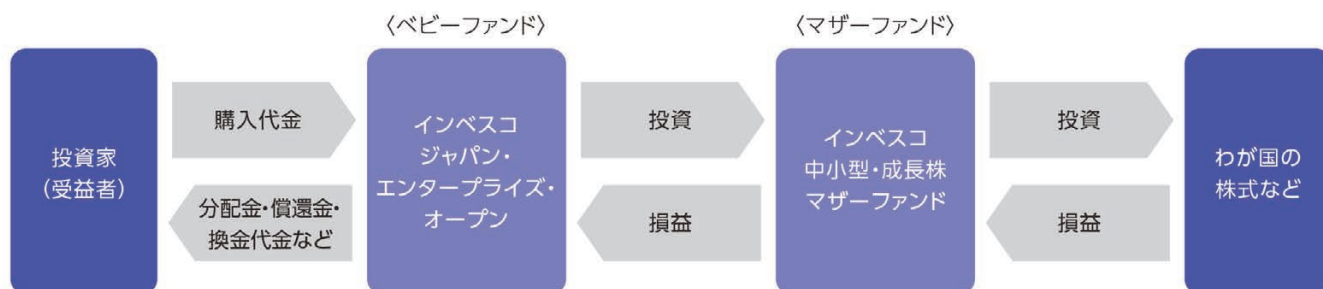 〈ベビーファンド〉
〈マザーファンド〉
投資家
(受益者)
購入代金
分配金・償還金・
換金代金など
インベスコ
ジャパン・
エンタープライズ・
オープン
投資
損益
インベスコ
中小型・成長株
マザーファンド
投資
損益
わが国の
株式など